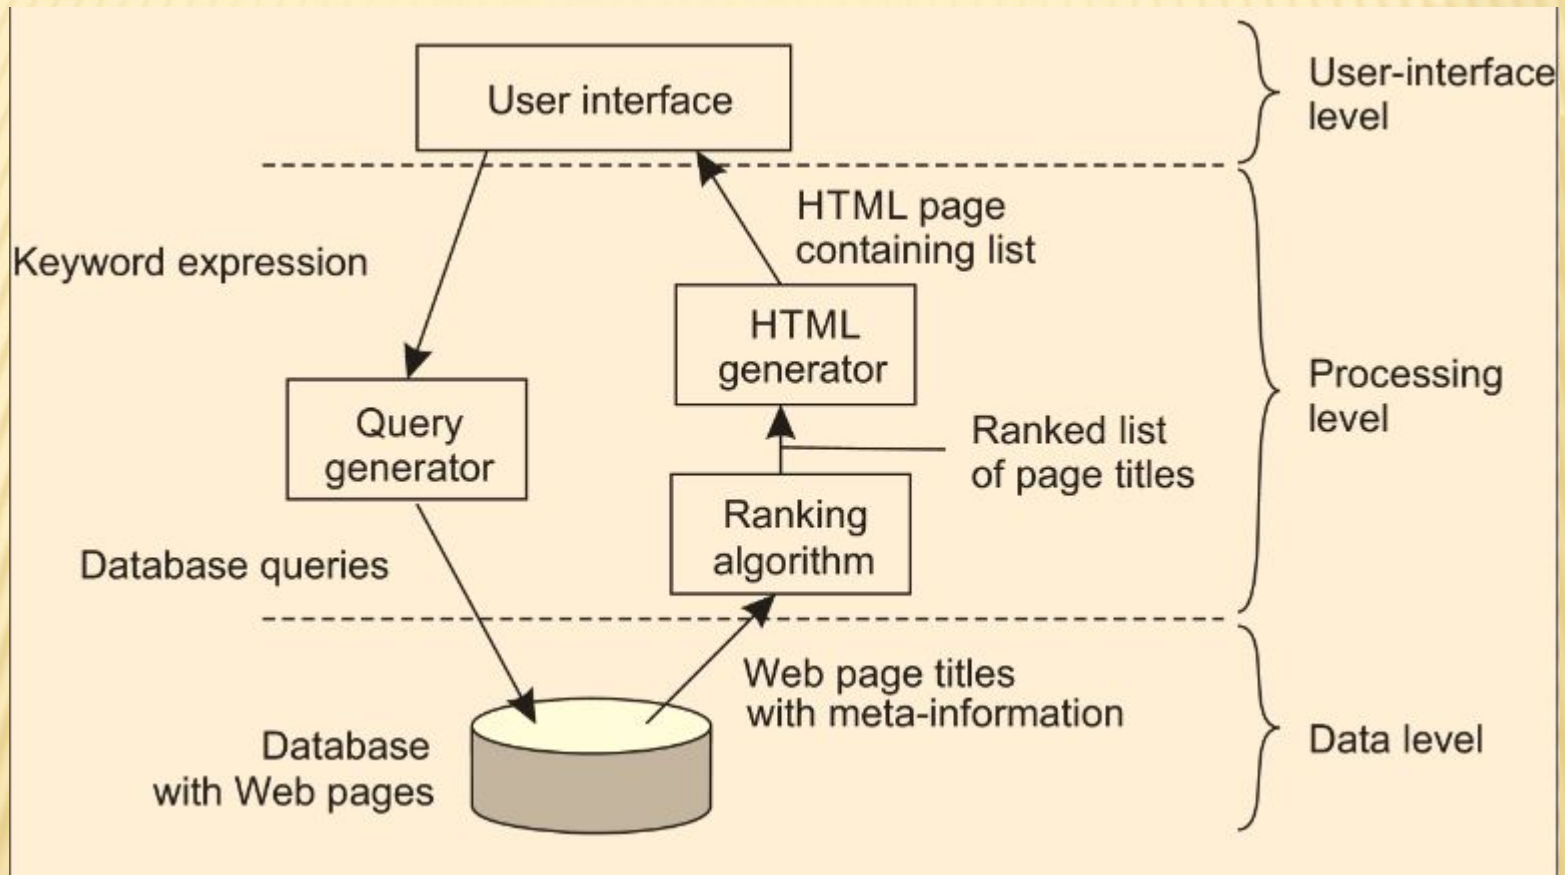 User interface
User-interface
level
HTML page
containing list
Keyword expression
HTML
generator
Processing
level
Query
generator
Ranked list
of page titles
Ranking
algorithm
Database queries
Web page titles
with meta-information
Database
with Web pages
Data level